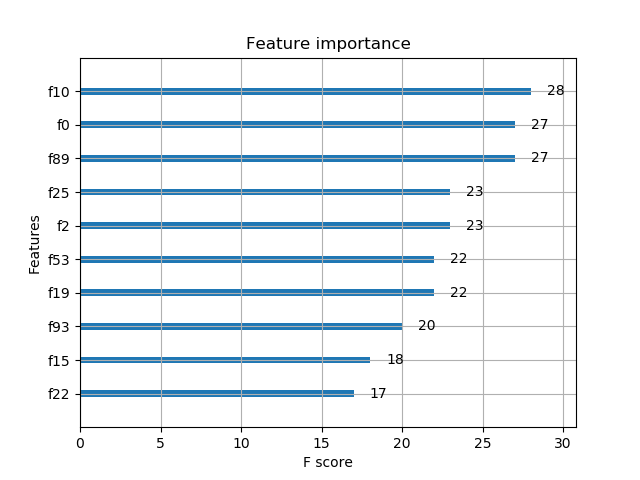 Feature importance
f10 28
f0 27
f89 27
f25 23
f2 23
f53 22
f19 22
f93 20
f15 18
f22 17
0 5 10 15 20 25 30
F score
Features